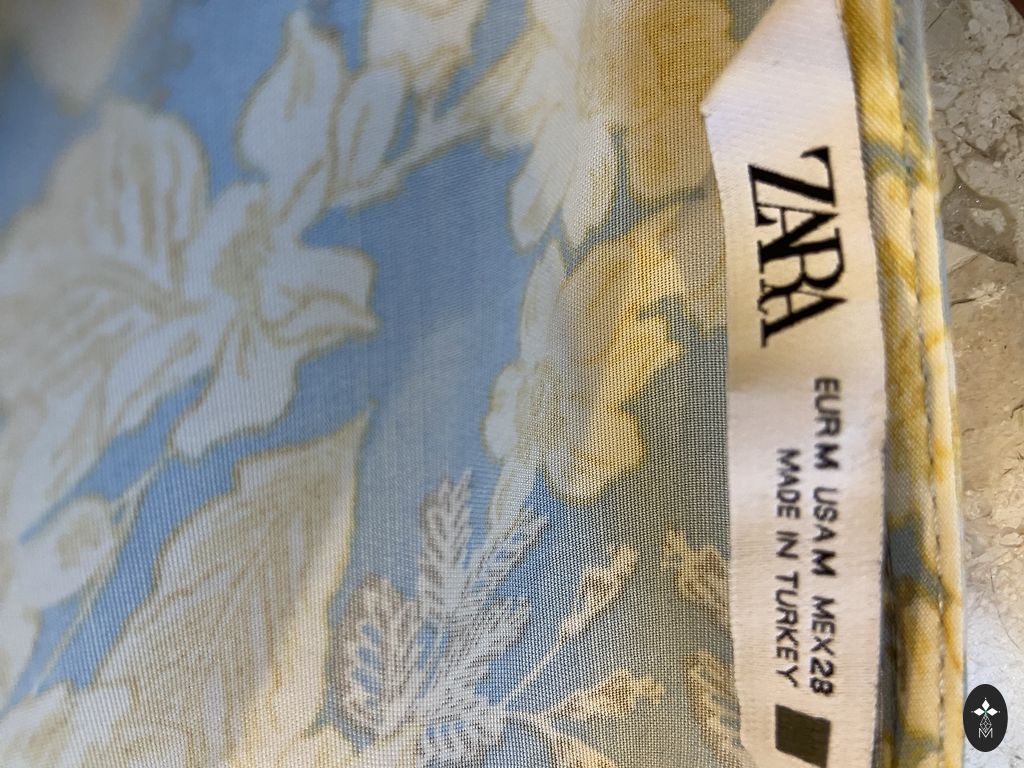 ZARA
EUR M USA M MEX 28
MADE IN TURKEY
M